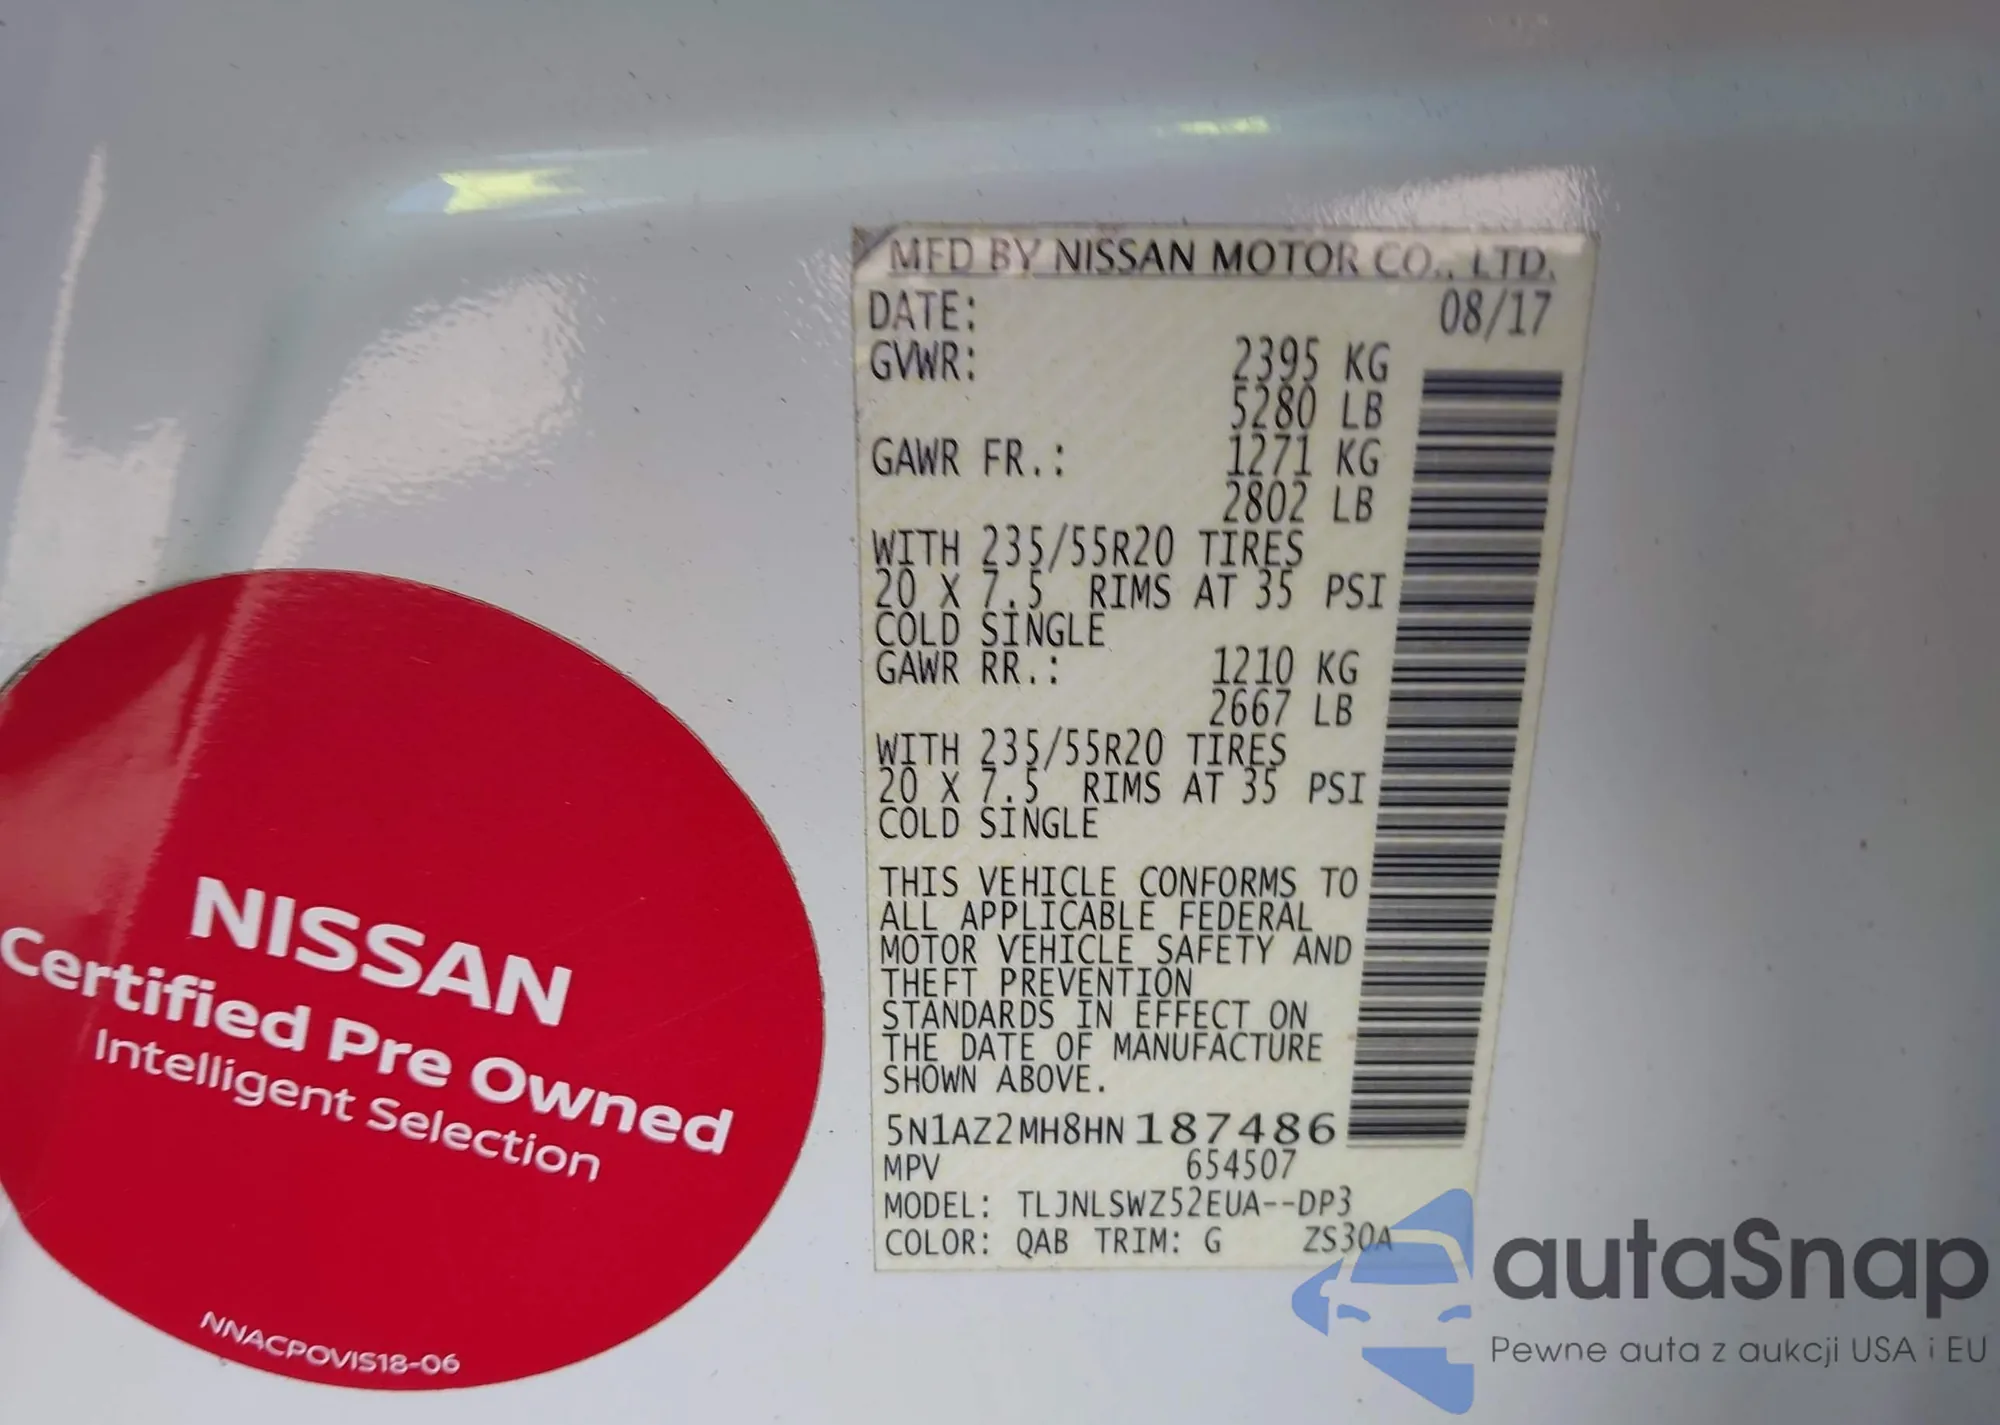 MFD BY NISSAN MOTOR CO., LTD.
DATE: 08/17
GVWR: 2395 KG
5280 LB
GAWR FR.: 1271 KG
2802 LB
WITH 235/55R20 TIRES
20 X 7.5 RIMS AT 35 PSI
COLD SINGLE
GAWR RR.: 1210 KG
2667 LB
WITH 235/55R20 TIRES
20 X 7.5 RIMS AT 35 PSI
COLD SINGLE
THIS VEHICLE CONFORMS TO
ALL APPLICABLE FEDERAL
MOTOR VEHICLE SAFETY AND
THEFT PREVENTION
STANDARDS IN EFFECT ON
THE DATE OF MANUFACTURE
SHOWN ABOVE.
5N1AZ2MH8HN187486
MPV 654507
MODEL: TLJNLSWZ52EUA--DP3
COLOR: QAB TRIM: G ZS30A
NISSAN
Certified Pre Owned
Intelligent Selection
NNACPOVIS18-06
autaSnap
Pewne auta z aukcji USA i EU